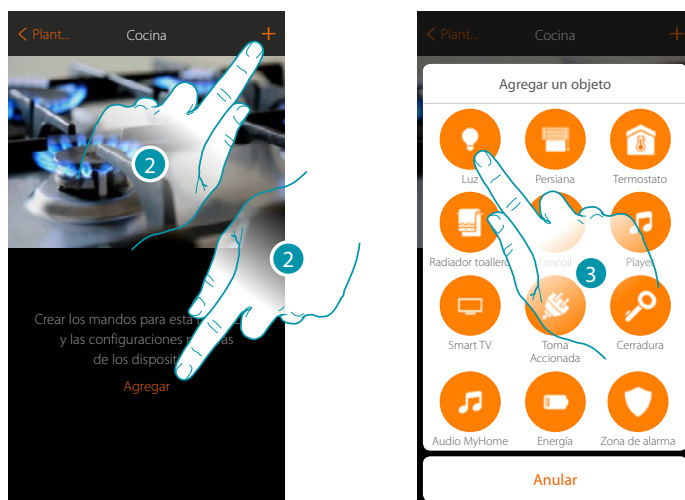 < Plant... Cocina +
2
2
Crear los mandos para esta
y las configuraciones
de los
Agregar
< Plant... Cocina +
Agregar un objeto
Luz Persiana Termostato
Radiador toallero Player
3
Smart TV Toma Accionada Cerradura
Audio MyHome Energía Zona de alarma
Anular